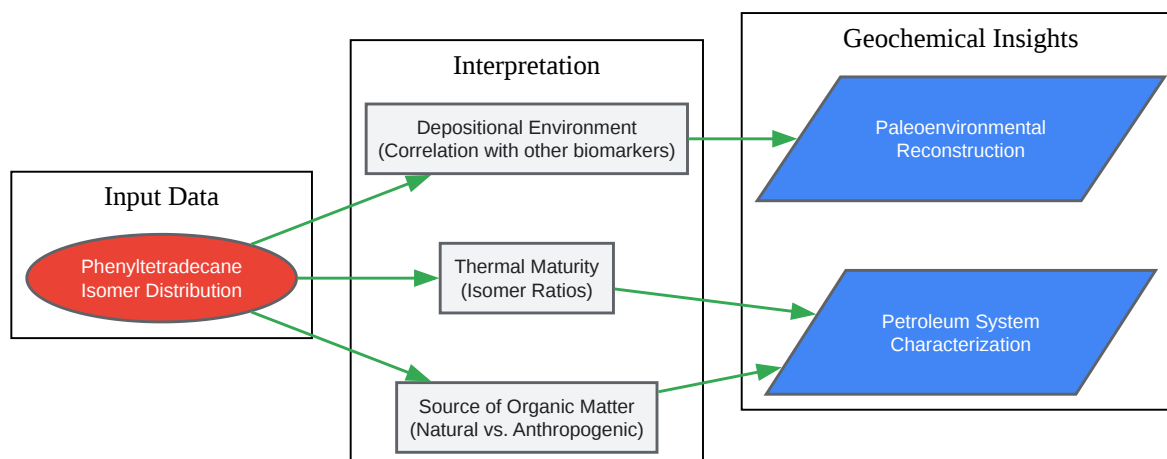 Input Data
Phenyltetradecane
Isomer Distribution
Interpretation
Depositional Environment
(Correlation with other biomarkers)
Thermal Maturity
(Isomer Ratios)
Source of Organic Matter
(Natural vs. Anthropogenic)
Geochemical Insights
Paleoenvironmental
Reconstruction
Petroleum System
Characterization